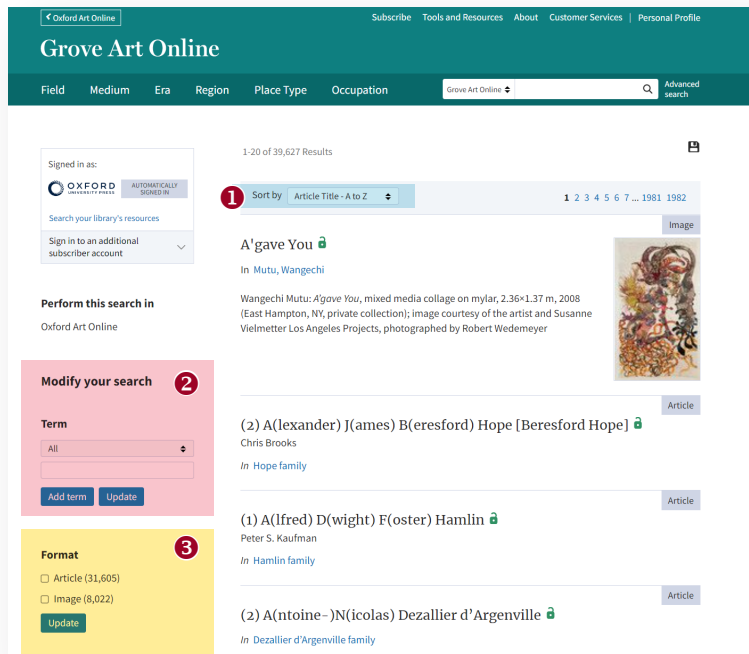 Oxford Art Online
Subscribe Tools and Resources About Customer Services | Personal Profile
Grove Art Online
Field Medium Era Region Place Type Occupation
Grove Art Online
Advanced search
Signed in as:
OXFORD
UNIVERSITY PRESS
AUTOMATICALLY
SIGNED IN
Search your library's resources
Sign in to an additional
subscriber account
Perform this search in
Oxford Art Online
Modify your search
2
Term
All
Add term Update
Format
3
Article (31,605)
Image (8,022)
Update
1-20 of 39,627 Results
1
Sort by Article Title - A to Z
1 2 3 4 5 6 7 ... 1981 1982
Image
A'gave You
In Mutu, Wangechi
Wangechi Mutu: A'gave You, mixed media collage on mylar, 2.36×1.37 m, 2008
(East Hampton, NY, private collection); image courtesy of the artist and Susanne
Vielmetter Los Angeles Projects, photographed by Robert Wedemeyer
Article
(2) A(lexander) J(ames) B(eresford) Hope [Beresford Hope]
Chris Brooks
In Hope family
Article
(1) A(lfred) D(wight) F(oster) Hamlin
Peter S. Kaufman
In Hamlin family
Article
(2) A(ntoine-)N(icolas) Dezallier d’Argenville
In Dezallier d'Argenville family